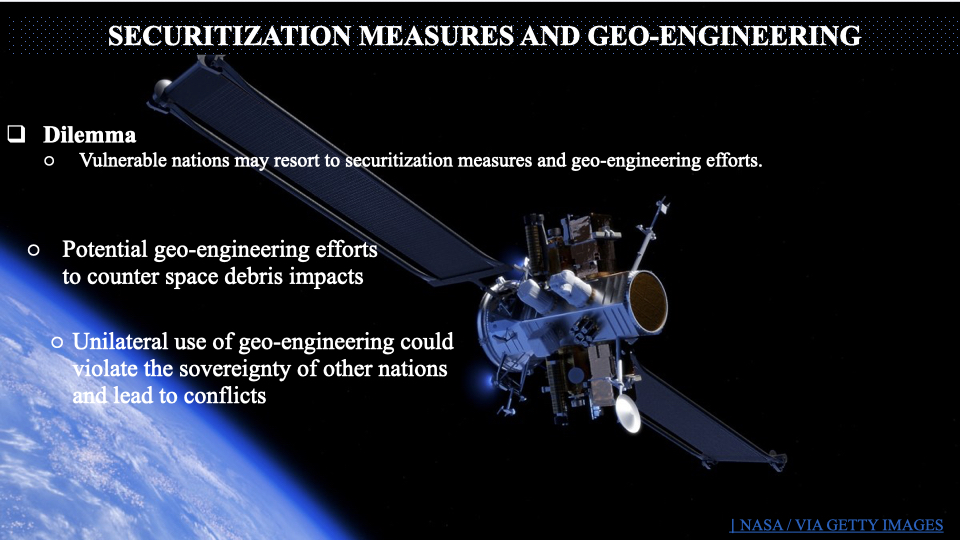 SECURITIZATION MEASURES AND GEO-ENGINEERING
❑ Dilemma
○ Vulnerable nations may resort to securitization measures and geo-engineering efforts.
○ Potential geo-engineering efforts
to counter space debris impacts
○ Unilateral use of geo-engineering could
violate the sovereignty of other nations
and lead to conflicts
| NASA / VIA GETTY IMAGES